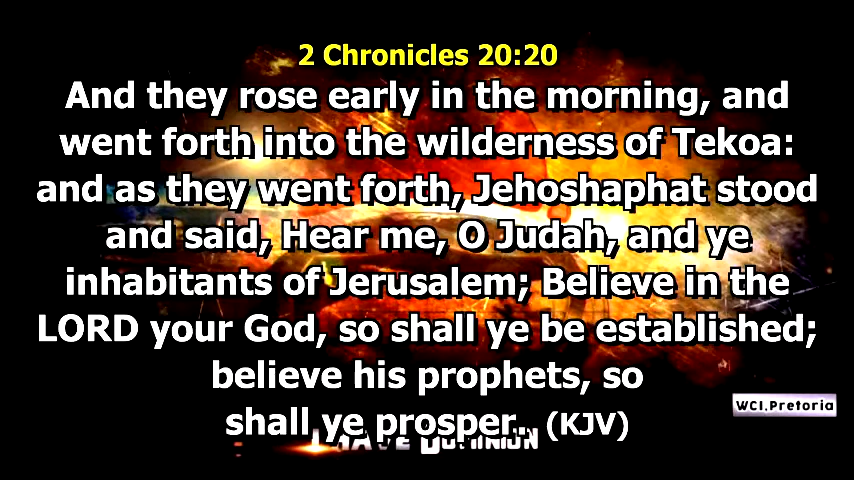 2 Chronicles 20:20
And they rose early in the morning, and
went forth into the wilderness of Tekoa:
and as they went forth, Jehoshaphat stood
and said, Hear me, O Judah, and ye
inhabitants of Jerusalem; Believe in the
LORD your God, so shall ye be established;
believe his prophets, so
shall ye prosper.. (KJV)
WCI.Pretoria
I HAVE DOMINION